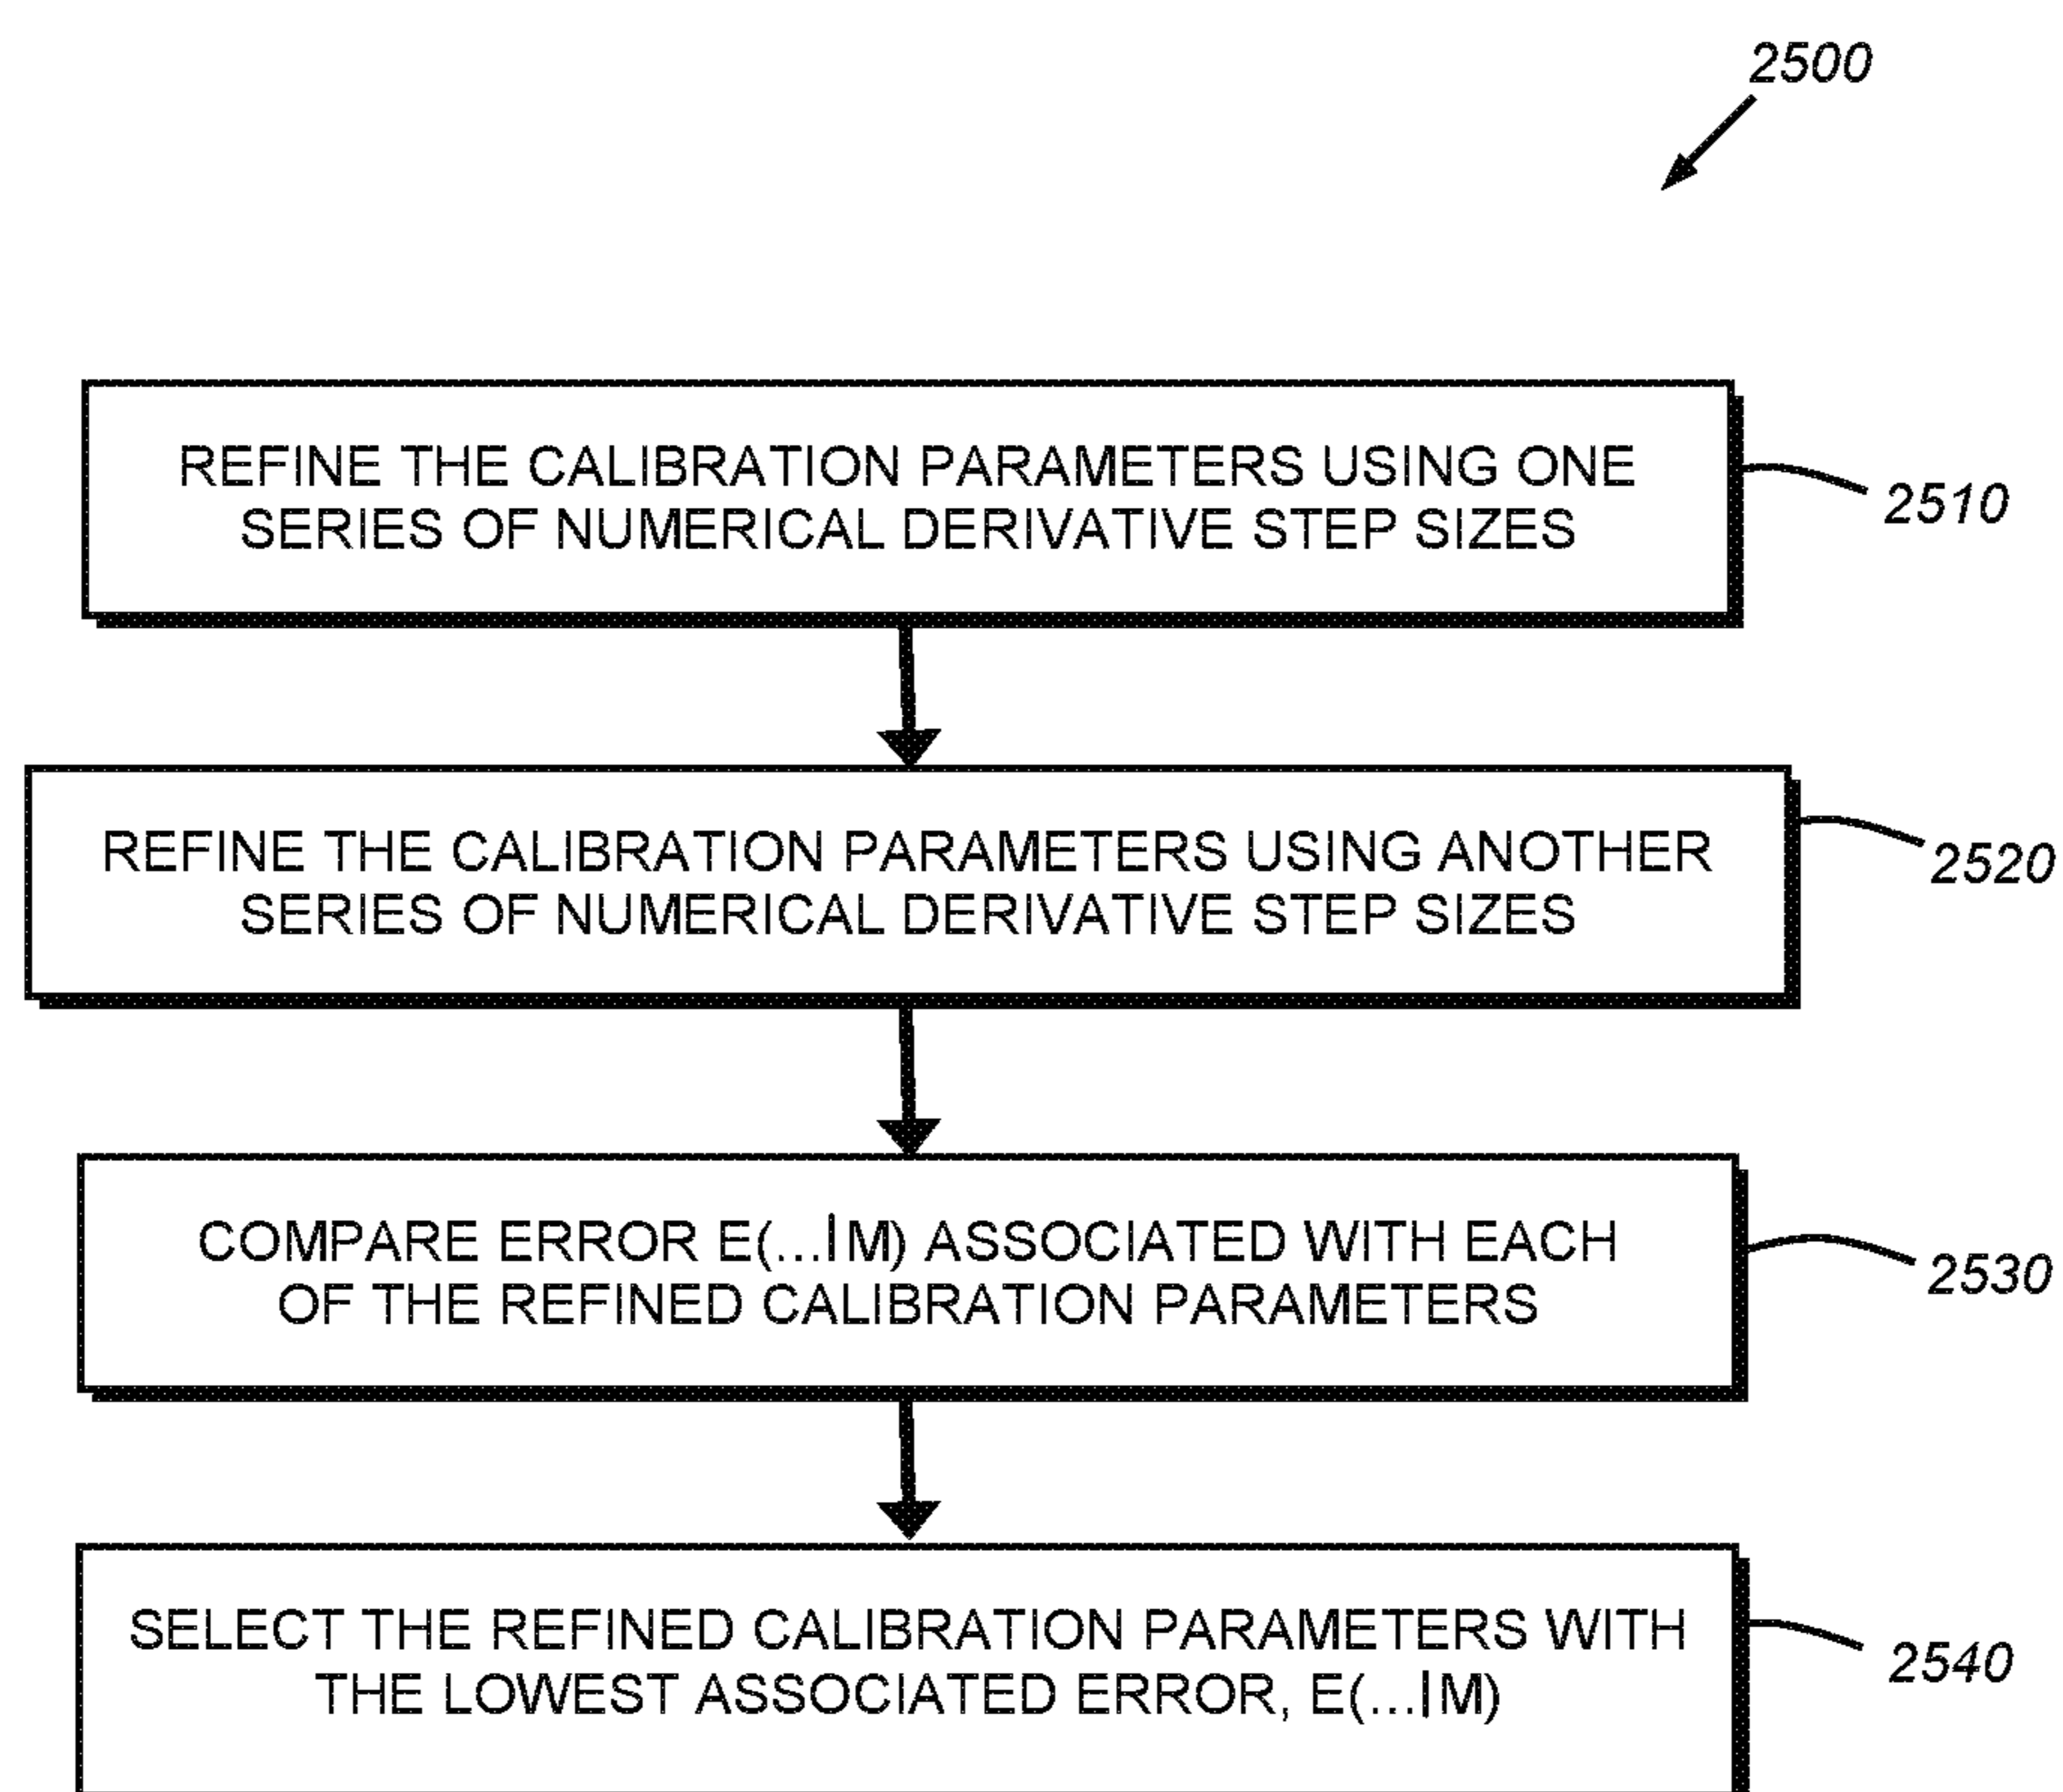 2500
REFINE THE CALIBRATION PARAMETERS USING ONE
SERIES OF NUMERICAL DERIVATIVE STEP SIZES
2510
REFINE THE CALIBRATION PARAMETERS USING ANOTHER
SERIES OF NUMERICAL DERIVATIVE STEP SIZES
2520
COMPARE ERROR E(...|M) ASSOCIATED WITH EACH
OF THE REFINED CALIBRATION PARAMETERS
2530
SELECT THE REFINED CALIBRATION PARAMETERS WITH
THE LOWEST ASSOCIATED ERROR, E(...|M)
2540